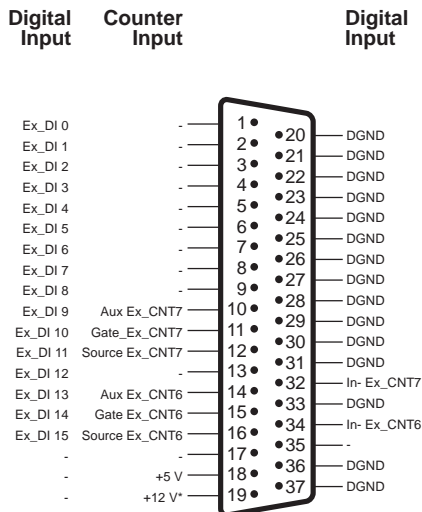 Digital Input Counter Input Digital Input
Ex_DI 0 - 1
Ex_DI 1 - 2 20 DGND
Ex_DI 2 - 3 21 DGND
Ex_DI 3 - 4 22 DGND
Ex_DI 4 - 5 23 DGND
Ex_DI 5 - 6 24 DGND
Ex_DI 6 - 7 25 DGND
Ex_DI 7 - 8 26 DGND
Ex_DI 8 - 9 27 DGND
Ex_DI 9 Aux Ex_CNT7 10 28 DGND
Ex_DI 10 Gate_Ex_CNT7 11 29 DGND
Ex_DI 11 Source Ex_CNT7 12 30 DGND
Ex_DI 12 - 13 31 DGND
Ex_DI 13 Aux Ex_CNT6 14 32 In- Ex_CNT7
Ex_DI 14 Gate Ex_CNT6 15 33 DGND
Ex_DI 15 Source Ex_CNT6 16 34 In- Ex_CNT6
- - 17 35 -
- +5 V 18 36 DGND
- +12 V* 19 37 DGND